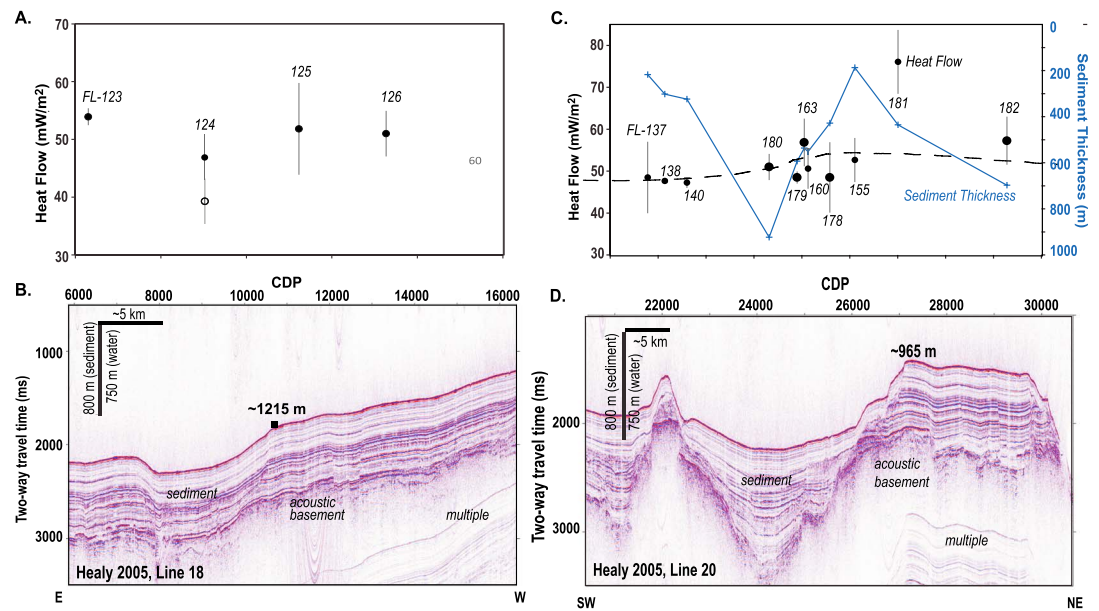 A.
70
60
50
40
30
Heat Flow (mW/m²)
FL-123
124
125
126
60
C.
80
70
60
50
40
30
Heat Flow (mW/m²)
0
200
400
600
800
1000
Sediment Thickness (m)
FL-137
138
140
180
163
179
160
178
155
181
182
Heat Flow
Sediment Thickness
B.
CDP
6000 8000 10000 12000 14000 16000
1000
2000
3000
Two-way travel time (ms)
~5 km
800 m (sediment)
750 m (water)
~1215 m
sediment
acoustic
basement
multiple
Healy 2005, Line 18
E W
D.
CDP
22000 24000 26000 28000 30000
2000
3000
Two-way travel time (ms)
~5 km
800 m (sediment)
750 m (water)
~965 m
sediment
acoustic
basement
multiple
Healy 2005, Line 20
SW NE